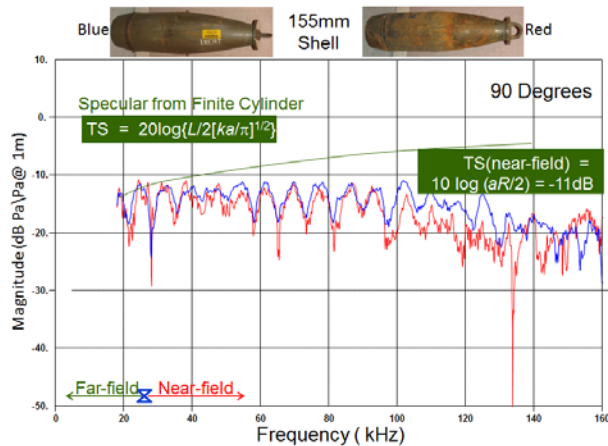 Blue
155mm
Shell
Red
Specular from Finite Cylinder
TS = 20log{L/2[ka/π]^1/2}
90 Degrees
TS(near-field) =
10 log (aR/2) = -11dB
Magnitude (dB Pa\Pa@ 1m)
10.
0.
-10.
-20.
-30.
-40.
-50.
Far-field
Near-field
0 20 40 60 80 100 120 140 160
Frequency ( kHz)